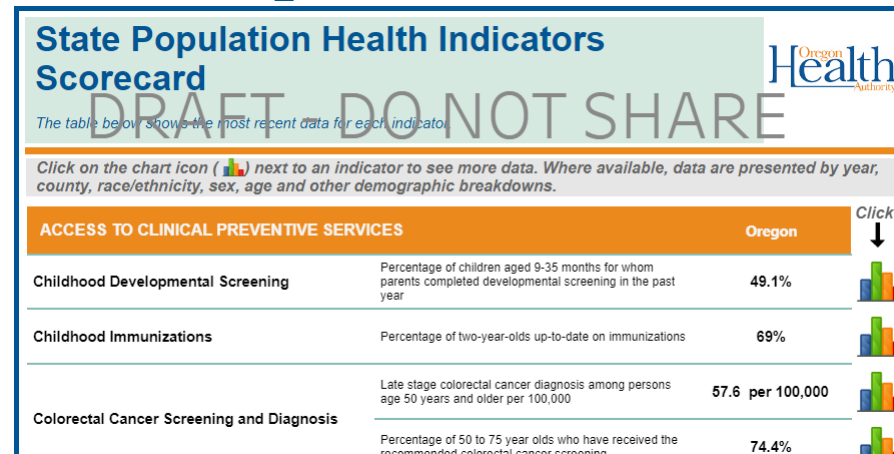 State Population Health Indicators
Scorecard
Oregon
Health
Authority
DRAFT - DO NOT SHARE
The table below shows the most recent data for each indicator.
Click on the chart icon ( ) next to an indicator to see more data. Where available, data are presented by year,
county, race/ethnicity, sex, age and other demographic breakdowns.
Click
ACCESS TO CLINICAL PREVENTIVE SERVICES Oregon
Childhood Developmental Screening
Percentage of children aged 9-35 months for whom
parents completed developmental screening in the past
year
49.1%
Childhood Immunizations
Percentage of two-year-olds up-to-date on immunizations
69%
Colorectal Cancer Screening and Diagnosis
Late stage colorectal cancer diagnosis among persons
age 50 years and older per 100,000
57.6 per 100,000
Percentage of 50 to 75 year olds who have received the
recommended colorectal cancer screening
74.4%